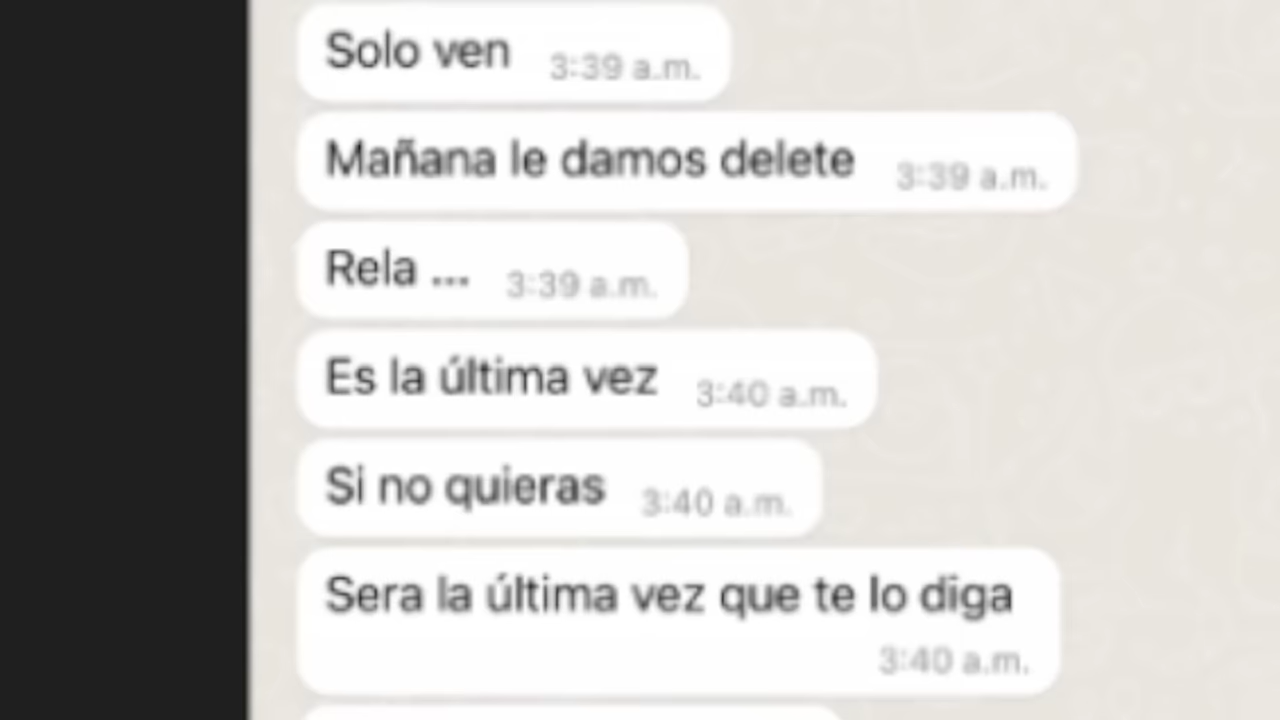 Solo ven 3:39 a.m.
Mañana le damos delete 3:39 a.m.
Rela ... 3:39 a.m.
Es la última vez 3:40 a.m.
Si no quieras 3:40 a.m.
Sera la última vez que te lo diga
3:40 a.m.